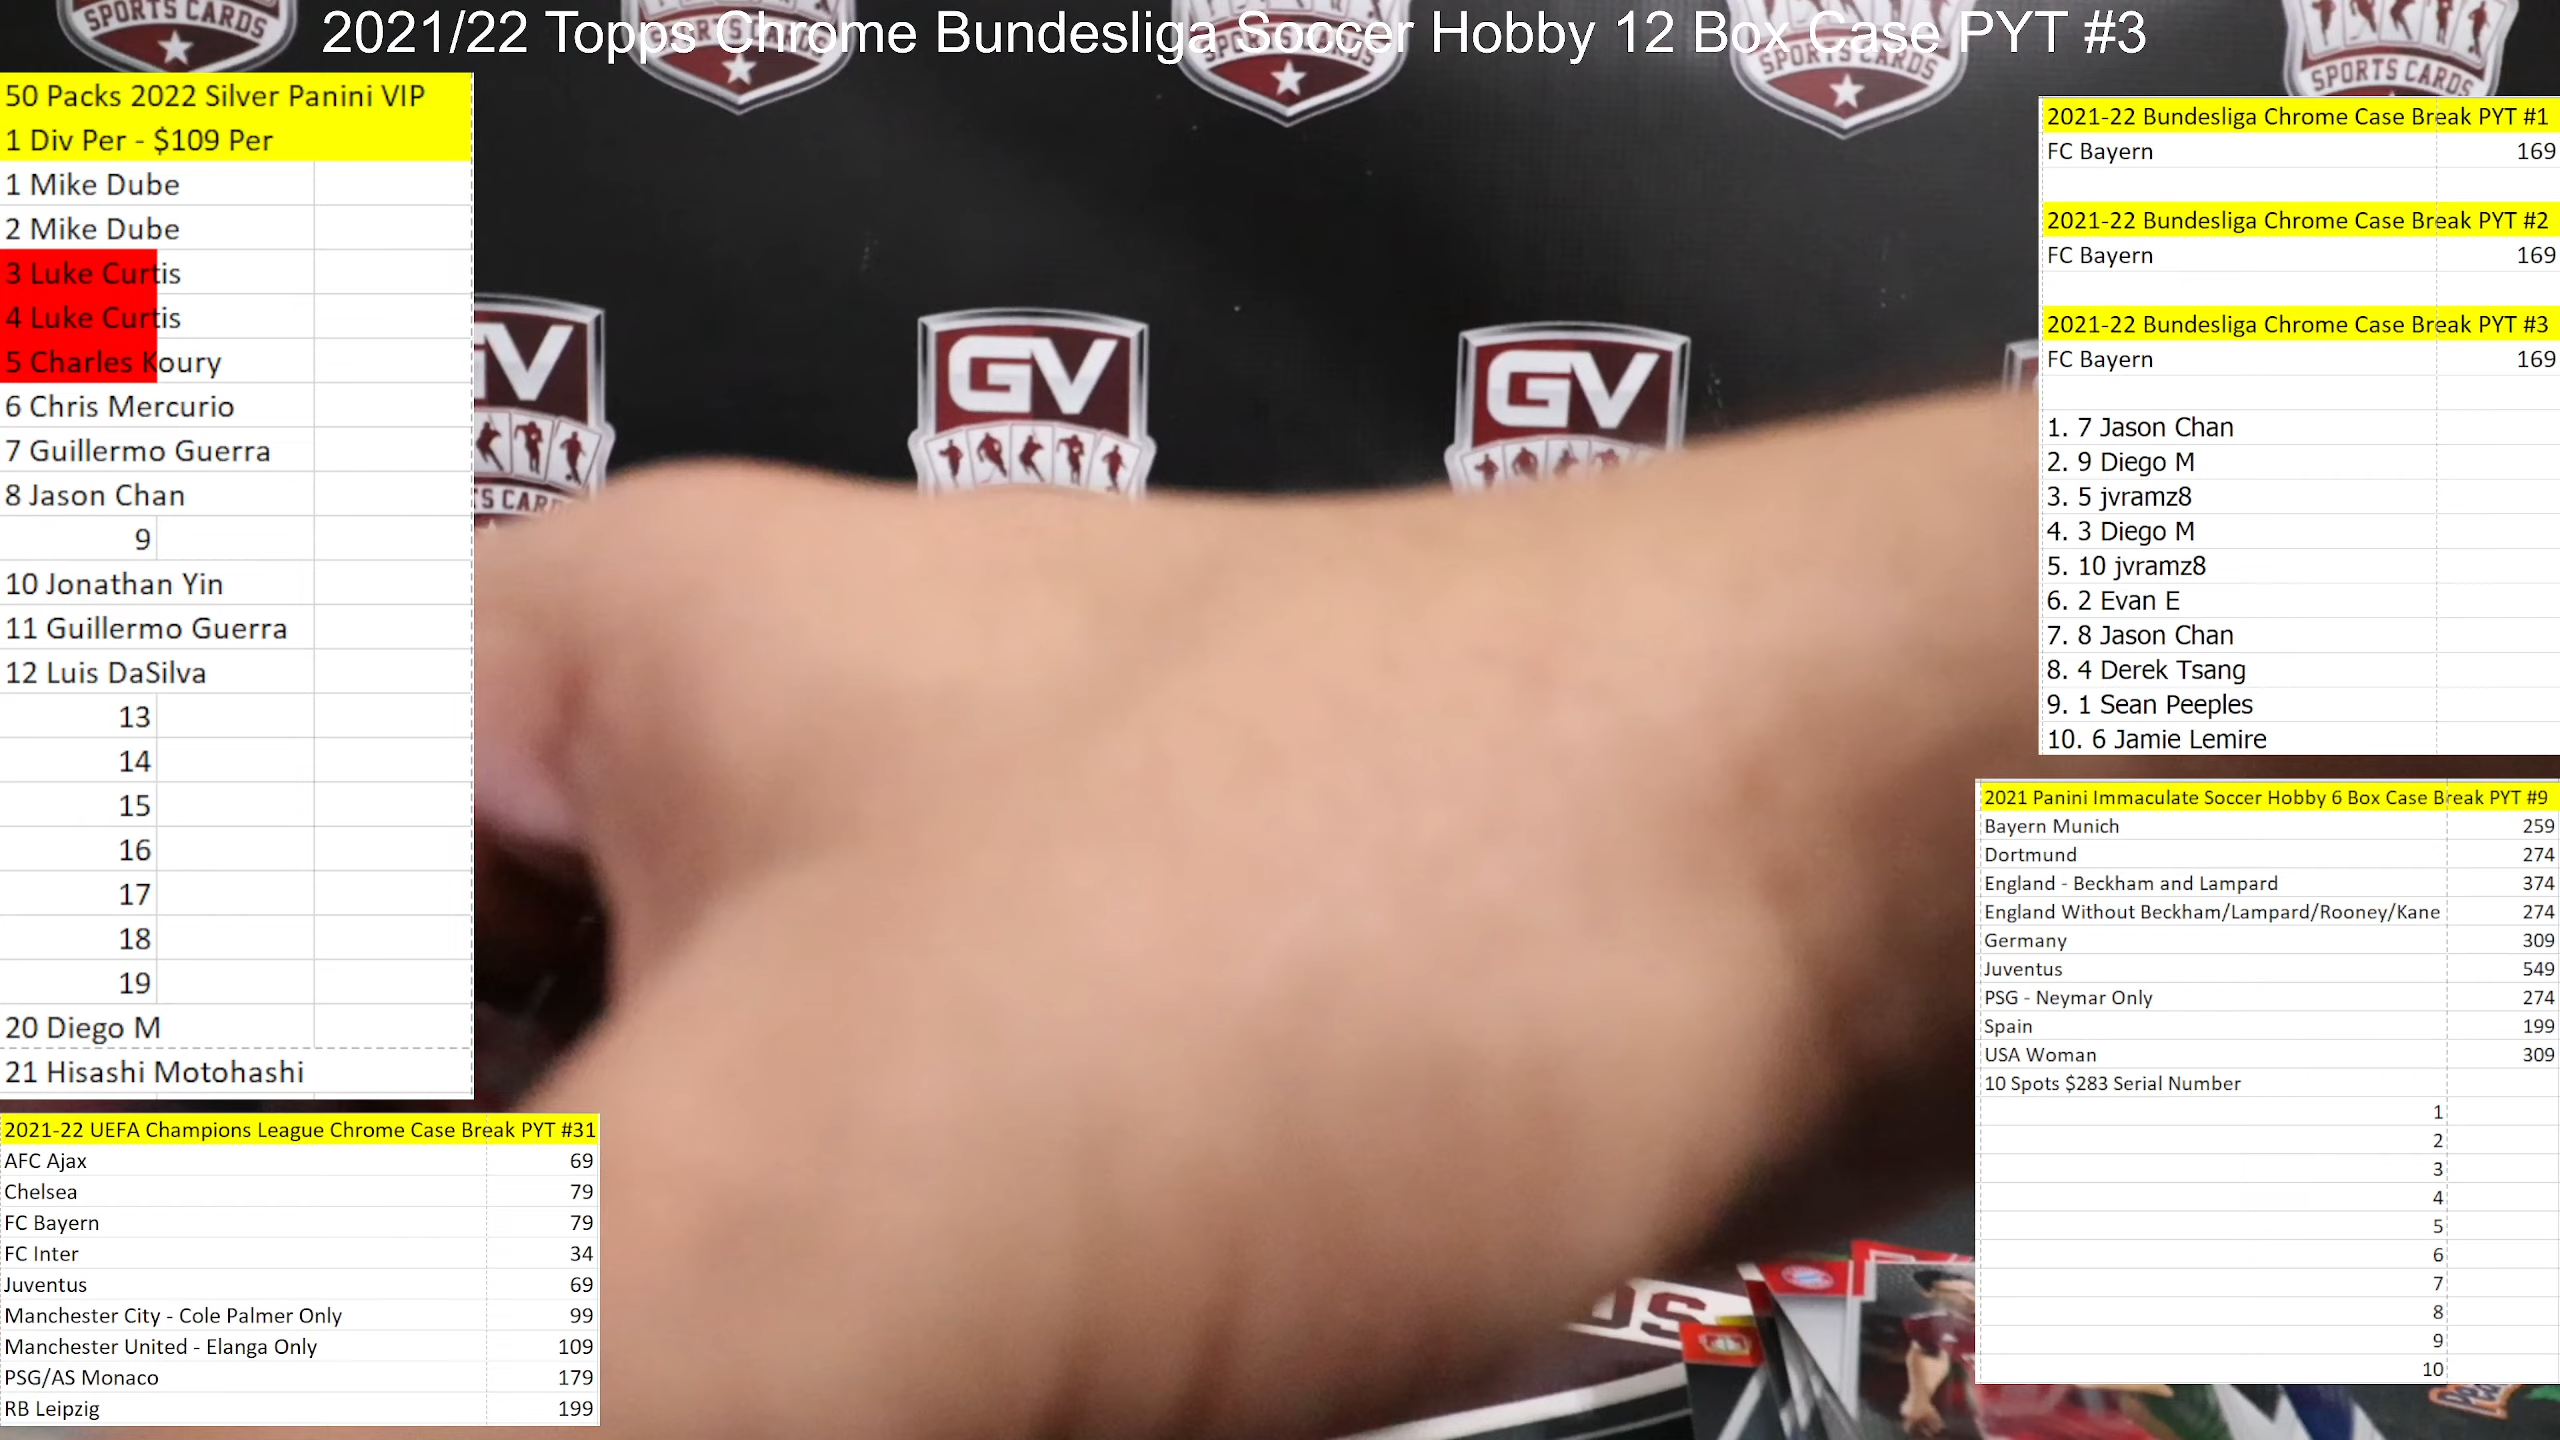 2021/22 Topps Chrome Bundesliga Soccer Hobby 12 Box Case PYT #3
SPORTS CARDS
SPORTS CARDS
SPORTS CARDS
SPORTS CARDS
50 Packs 2022 Silver Panini VIP
1 Div Per - $109 Per
1 Mike Dube
2 Mike Dube
3 Luke Curtis
4 Luke Curtis
5 Charles Koury
6 Chris Mercurio
7 Guillermo Guerra
8 Jason Chan
9
10 Jonathan Yin
11 Guillermo Guerra
12 Luis DaSilva
13
14
15
16
17
18
19
20 Diego M
21 Hisashi Motohashi
2021-22 UEFA Champions League Chrome Case Break PYT #31
AFC Ajax 69
Chelsea 79
FC Bayern 79
FC Inter 34
Juventus 69
Manchester City - Cole Palmer Only 99
Manchester United - Elanga Only 109
PSG/AS Monaco 179
RB Leipzig 199
GV
GV
2021-22 Bundesliga Chrome Case Break PYT #1
FC Bayern 169
2021-22 Bundesliga Chrome Case Break PYT #2
FC Bayern 169
2021-22 Bundesliga Chrome Case Break PYT #3
FC Bayern 169
1. 7 Jason Chan
2. 9 Diego M
3. 5 jvramz8
4. 3 Diego M
5. 10 jvramz8
6. 2 Evan E
7. 8 Jason Chan
8. 4 Derek Tsang
9. 1 Sean Peeples
10. 6 Jamie Lemire
2021 Panini Immaculate Soccer Hobby 6 Box Case Break PYT #9
Bayern Munich 259
Dortmund 274
England - Beckham and Lampard 374
England Without Beckham/Lampard/Rooney/Kane 274
Germany 309
Juventus 549
PSG - Neymar Only 274
Spain 199
USA Woman 309
10 Spots $283 Serial Number
1
2
3
4
5
6
7
8
9
10